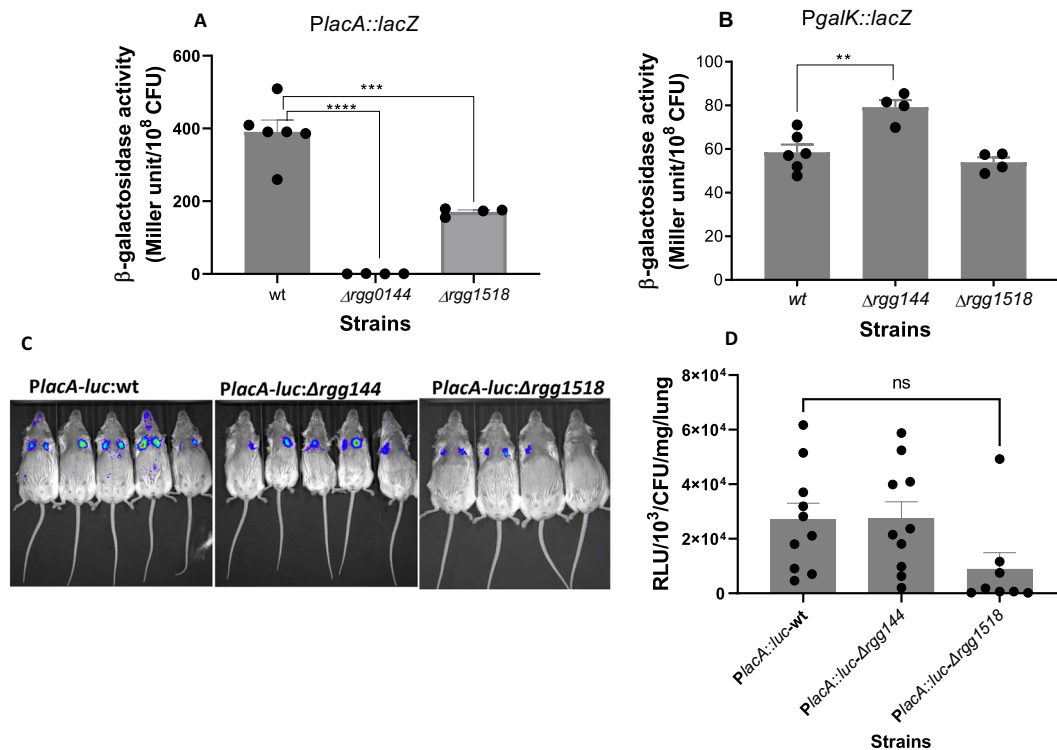 A
PlacA::lacZ
β-galactosidase activity
(Miller unit/10⁸ CFU)
600
400
200
0
***
****
wt
Δrgg0144
Δrgg1518
Strains
B
PgalK::lacZ
β-galactosidase activity
(Miller unit/10⁸ CFU)
100
80
60
40
20
0
**
wt
Δrgg144
Δrgg1518
Strains
C
PlacA-luc:wt
PlacA-luc:Δrgg144
PlacA-luc:Δrgg1518
D
RLU/10³/CFU/mg/lung
8×10⁴
6×10⁴
4×10⁴
2×10⁴
0
ns
PlacA::luc-wt
PlacA::luc-Δrgg144
PlacA::luc-Δrgg1518
Strains